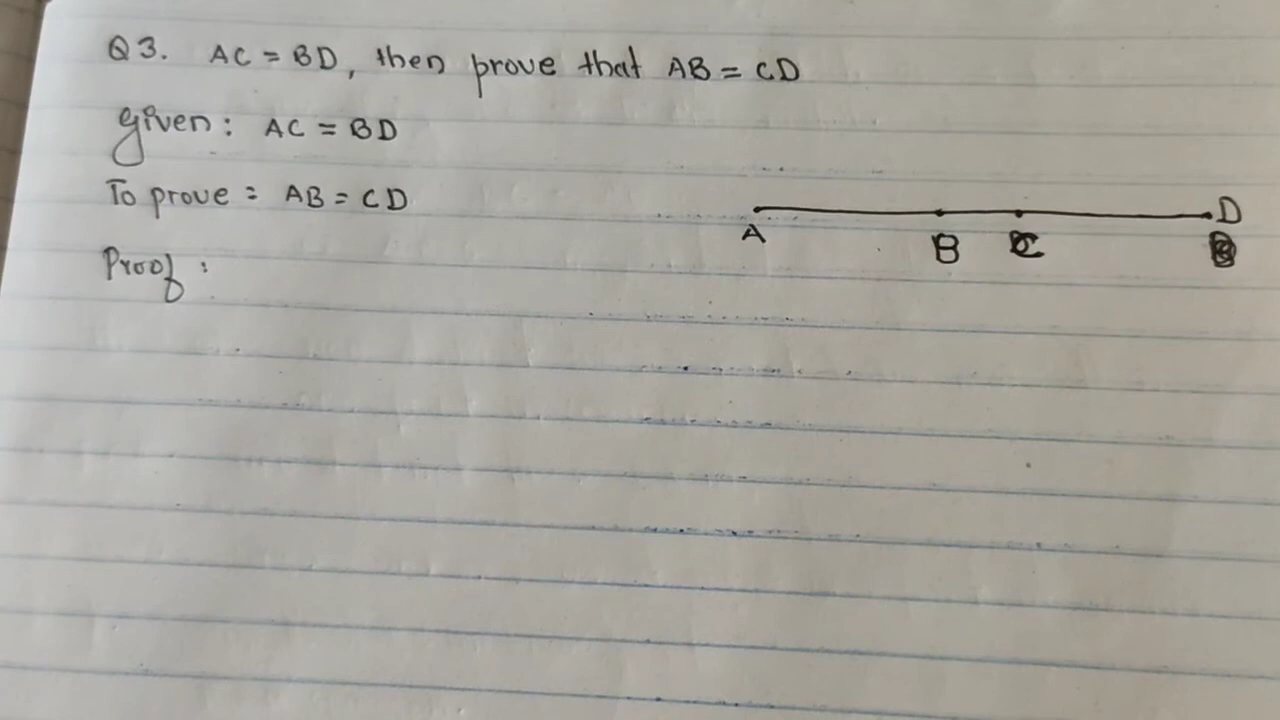 Q3. AC = BD, then prove that AB = CD
given: AC = BD
To prove: AB = CD
Proof:
A B C D